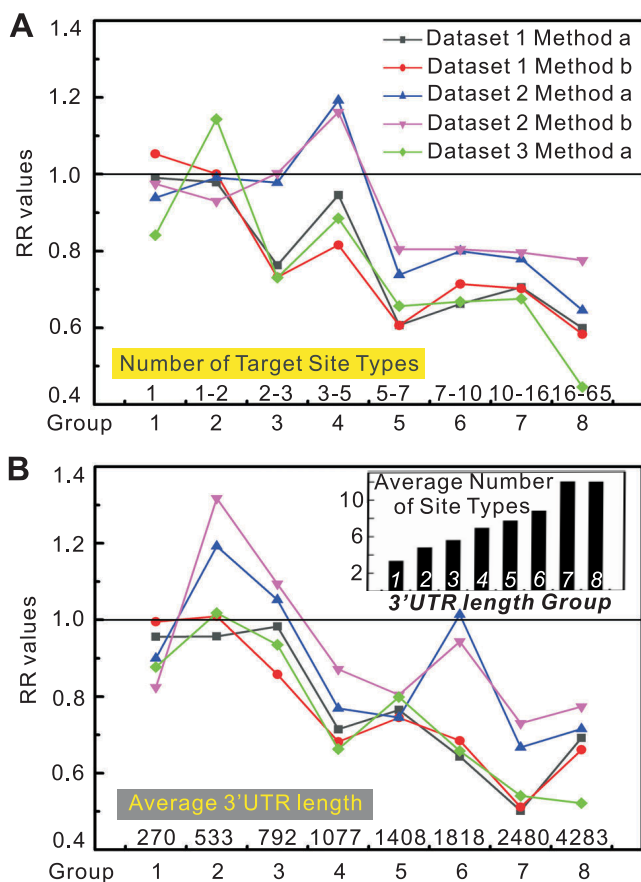 A
1.4
1.2
1.0
0.8
0.6
0.4
RR values
Dataset 1 Method a
Dataset 1 Method b
Dataset 2 Method a
Dataset 2 Method b
Dataset 3 Method a
Number of Target Site Types
1 1-2 2-3 3-5 5-7 7-10 10-16 16-65
Group 1 2 3 4 5 6 7 8
B
1.4
1.2
1.0
0.8
0.6
0.4
RR values
Average Number
of Site Types
10
6
2
1 2 3 4 5 6 7 8
3'UTR length Group
Average 3'UTR length
270 533 792 1077 1408 1818 2480 4283
Group 1 2 3 4 5 6 7 8